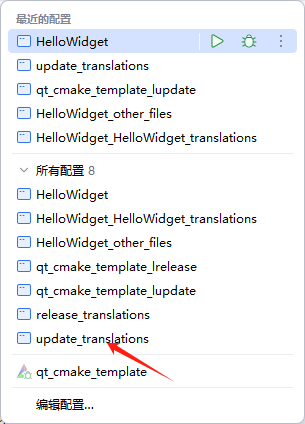 最近的配置
HelloWidget
update_translations
qt_cmake_template_lupdate
HelloWidget_other_files
HelloWidget_HelloWidget_translations
所有配置 8
HelloWidget
HelloWidget_HelloWidget_translations
HelloWidget_other_files
qt_cmake_template_lrelease
qt_cmake_template_lupdate
release_translations
update_translations
qt_cmake_template
编辑配置...